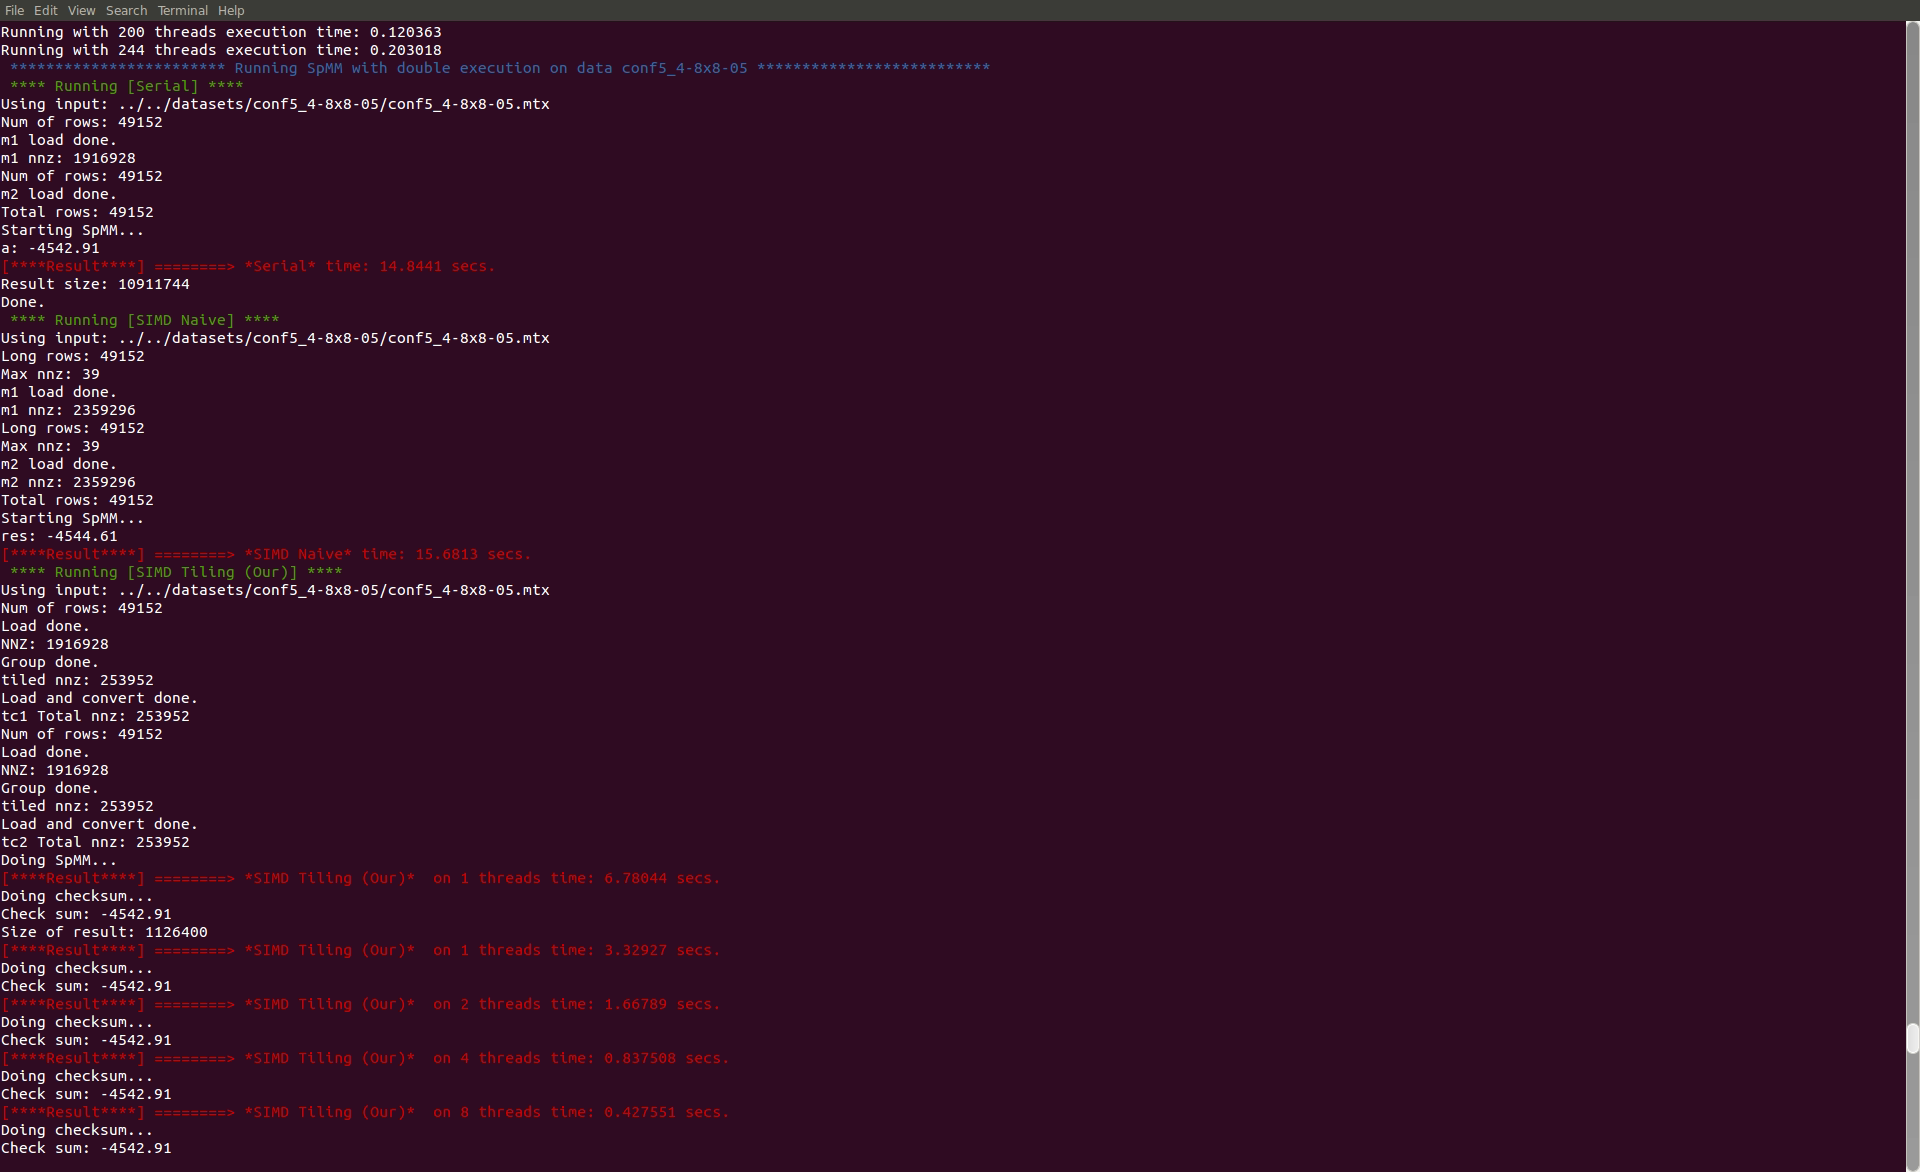 File Edit View Search Terminal Help
Running with 200 threads execution time: 0.120363
Running with 244 threads execution time: 0.203018
************************ Running SpMM with double execution on data conf5_4-8x8-05 **************************
**** Running [Serial] ****
Using input: ../../datasets/conf5_4-8x8-05/conf5_4-8x8-05.mtx
Num of rows: 49152
m1 load done.
m1 nnz: 1916928
Num of rows: 49152
m2 load done.
Total rows: 49152
Starting SpMM...
a: -4542.91
[****Result****] ========> *Serial* time: 14.8441 secs.
Result size: 10911744
Done.
**** Running [SIMD Naive] ****
Using input: ../../datasets/conf5_4-8x8-05/conf5_4-8x8-05.mtx
Long rows: 49152
Max nnz: 39
m1 load done.
m1 nnz: 2359296
Long rows: 49152
Max nnz: 39
m2 load done.
m2 nnz: 2359296
Total rows: 49152
Starting SpMM...
res: -4544.61
[****Result****] ========> *SIMD Naive* time: 15.6813 secs.
**** Running [SIMD Tiling (Our)] ****
Using input: ../../datasets/conf5_4-8x8-05/conf5_4-8x8-05.mtx
Num of rows: 49152
Load done.
NNZ: 1916928
Group done.
tiled nnz: 253952
Load and convert done.
tc1 Total nnz: 253952
Num of rows: 49152
Load done.
NNZ: 1916928
Group done.
tiled nnz: 253952
Load and convert done.
tc2 Total nnz: 253952
Doing SpMM...
[****Result****] ========> *SIMD Tiling (Our)*  on 1 threads time: 6.78044 secs.
Doing checksum...
Check sum: -4542.91
Size of result: 1126400
[****Result****] ========> *SIMD Tiling (Our)*  on 1 threads time: 3.32927 secs.
Doing checksum...
Check sum: -4542.91
[****Result****] ========> *SIMD Tiling (Our)*  on 2 threads time: 1.66789 secs.
Doing checksum...
Check sum: -4542.91
[****Result****] ========> *SIMD Tiling (Our)*  on 4 threads time: 0.837508 secs.
Doing checksum...
Check sum: -4542.91
[****Result****] ========> *SIMD Tiling (Our)*  on 8 threads time: 0.427551 secs.
Doing checksum...
Check sum: -4542.91